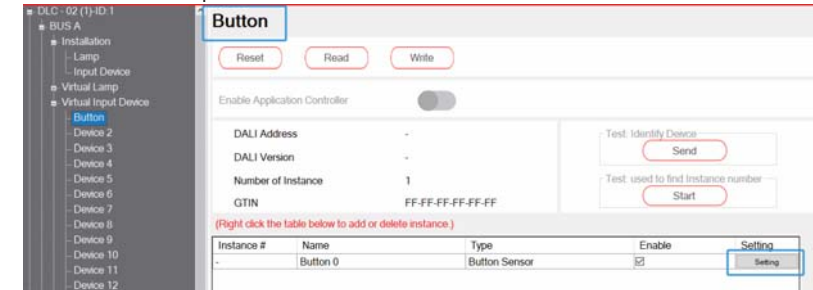 DLC - 02 (1)-ID:1
BUS A
Installation
Lamp
Input Device
Virtual Lamp
Virtual Input Device
Button
Device 2
Device 3
Device 4
Device 5
Device 6
Device 7
Device 8
Device 9
Device 10
Device 11
Device 12
Button
Reset Read Write
Enable Application Controller
DALI Address -
DALI Version -
Number of Instance 1
GTIN FF-FF-FF-FF-FF-FF
Test: Identify Device
Send
Test: used to find Instance number
Start
(Right click the table below to add or delete instance.)
Instance # Name Type Enable Setting
- Button 0 Button Sensor Setting